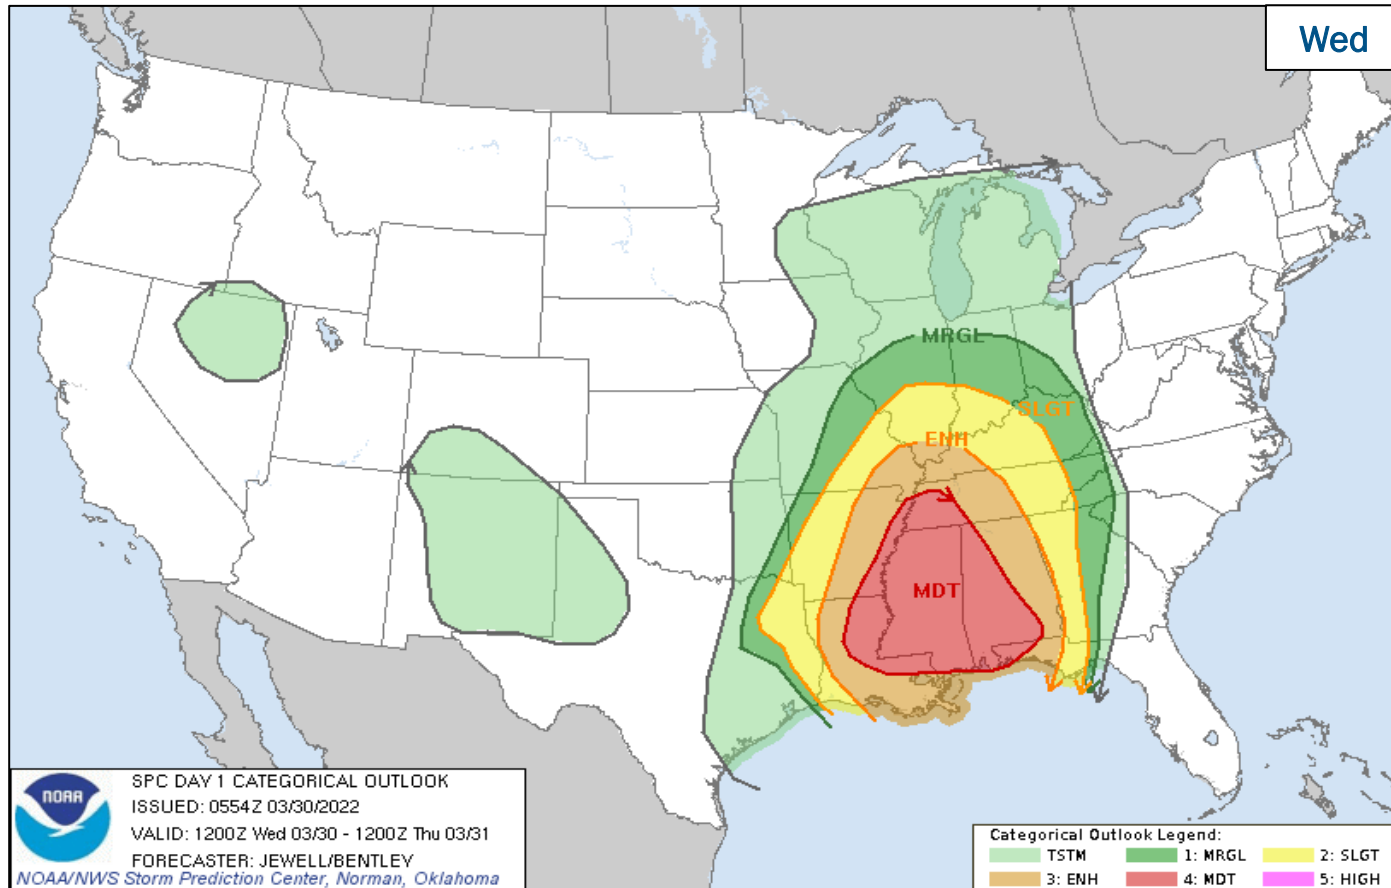 Wed
MRGL
SLGT
ENH
MDT
NOAA
SPC DAY 1 CATEGORICAL OUTLOOK
ISSUED: 0554Z 03/30/2022
VALID: 1200Z Wed 03/30 - 1200Z Thu 03/31
FORECASTER: JEWELL/BENTLEY
NOAA/NWS Storm Prediction Center, Norman, Oklahoma
Categorical Outlook Legend:
TSTM 1: MRGL 2: SLGT
3: ENH 4: MDT 5: HIGH